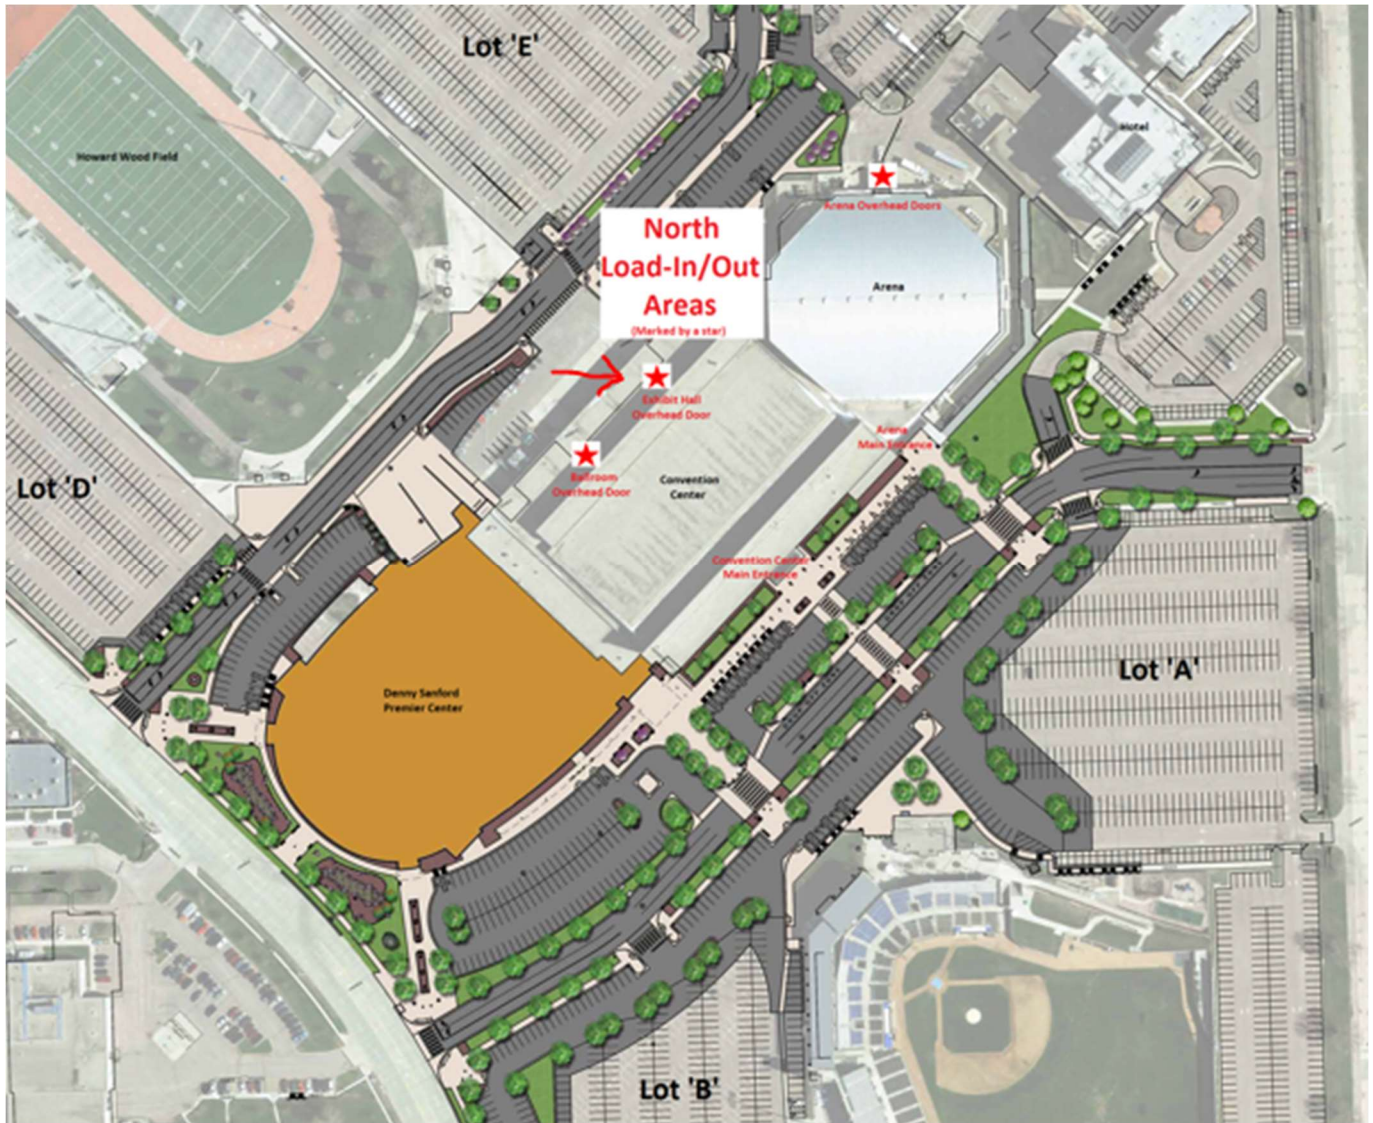 Lot 'E'
Howard Wood Field
Hotel
Arena Overhead Doors
North
Load-In/Out
Areas
(Marked by a star)
Arena
Exhibit Hall
Overhead Door
Arena
Main Entrance
Ballroom
Overhead Door
Convention
Center
Lot 'D'
Convention Center
Main Entrance
Lot 'A'
Denny Sanford
Premier Center
Lot 'B'